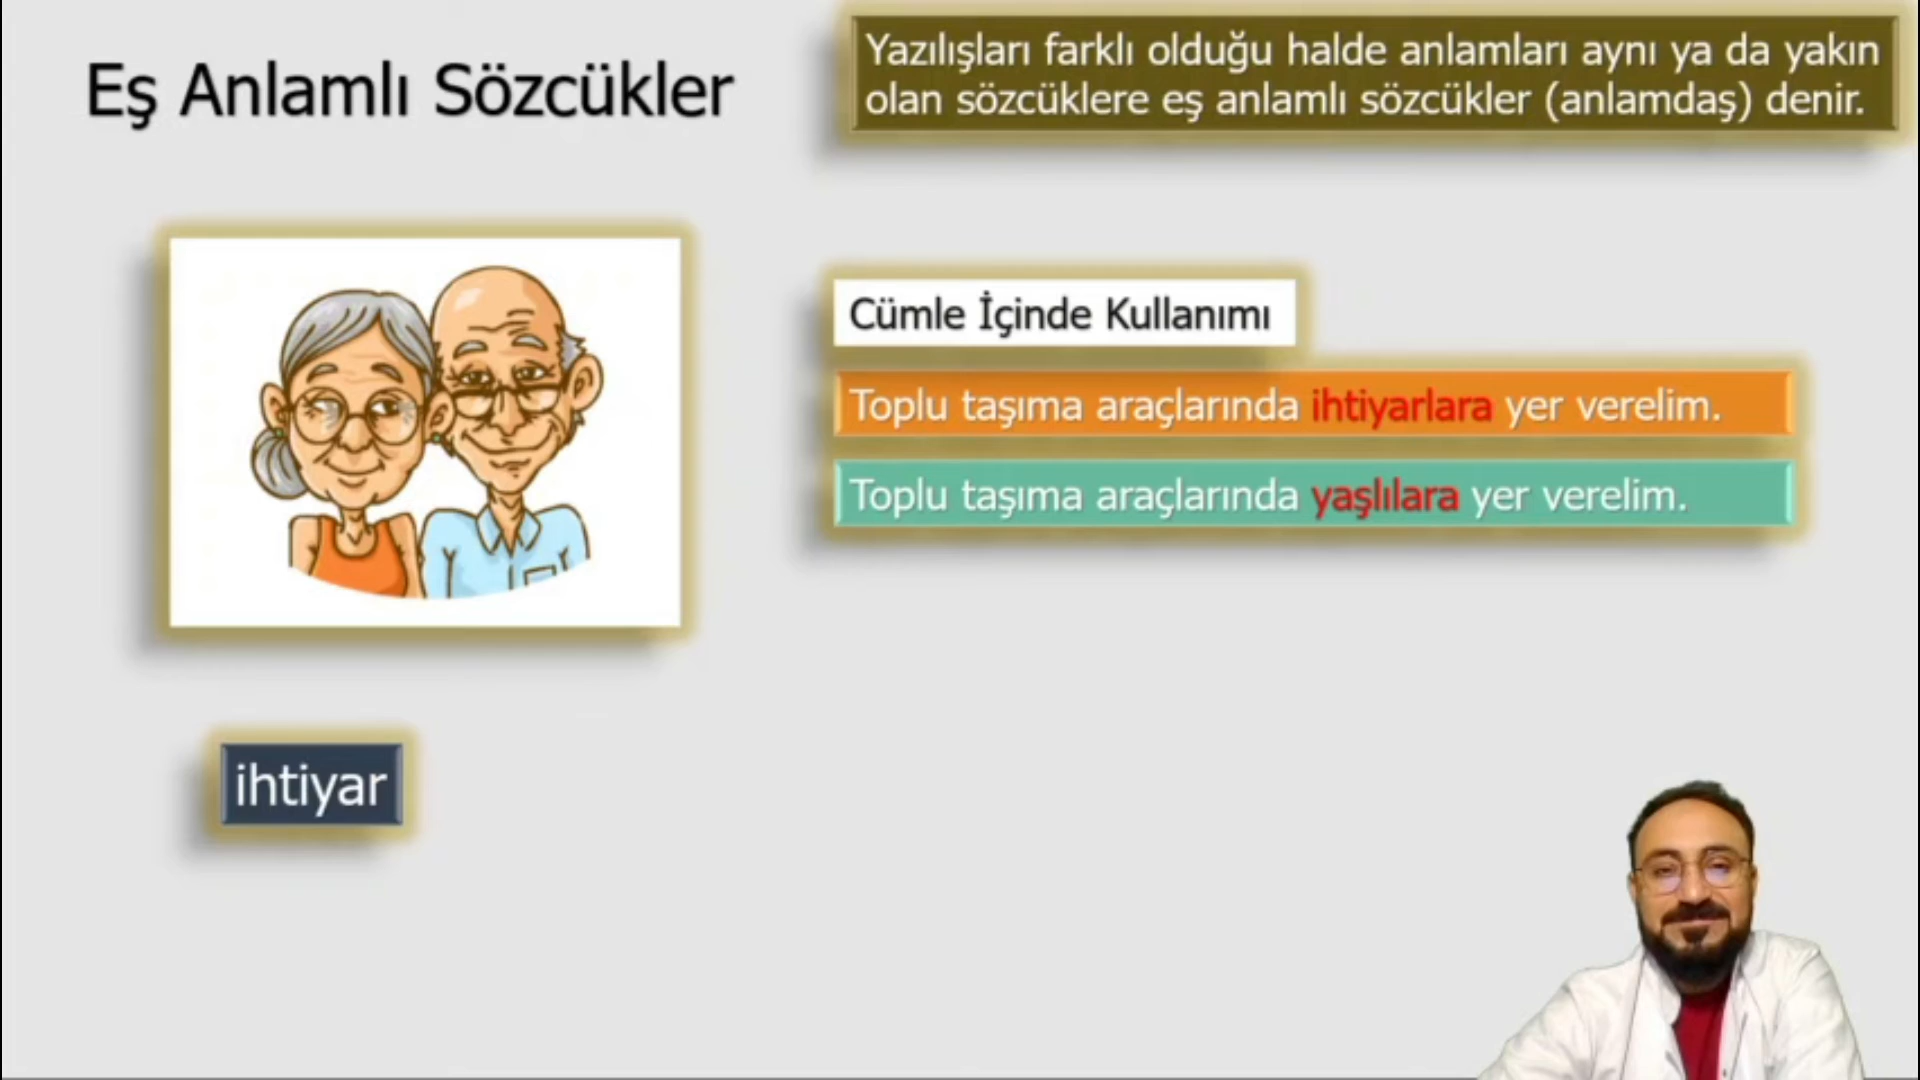 Eş Anlamlı Sözcükler
Yazılışları farklı olduğu halde anlamları aynı ya da yakın
olan sözcüklere eş anlamlı sözcükler (anlamdaş) denir.
Cümle İçinde Kullanımı
Toplu taşıma araçlarında ihtiyarlara yer verelim.
Toplu taşıma araçlarında yaşlılara yer verelim.
ihtiyar